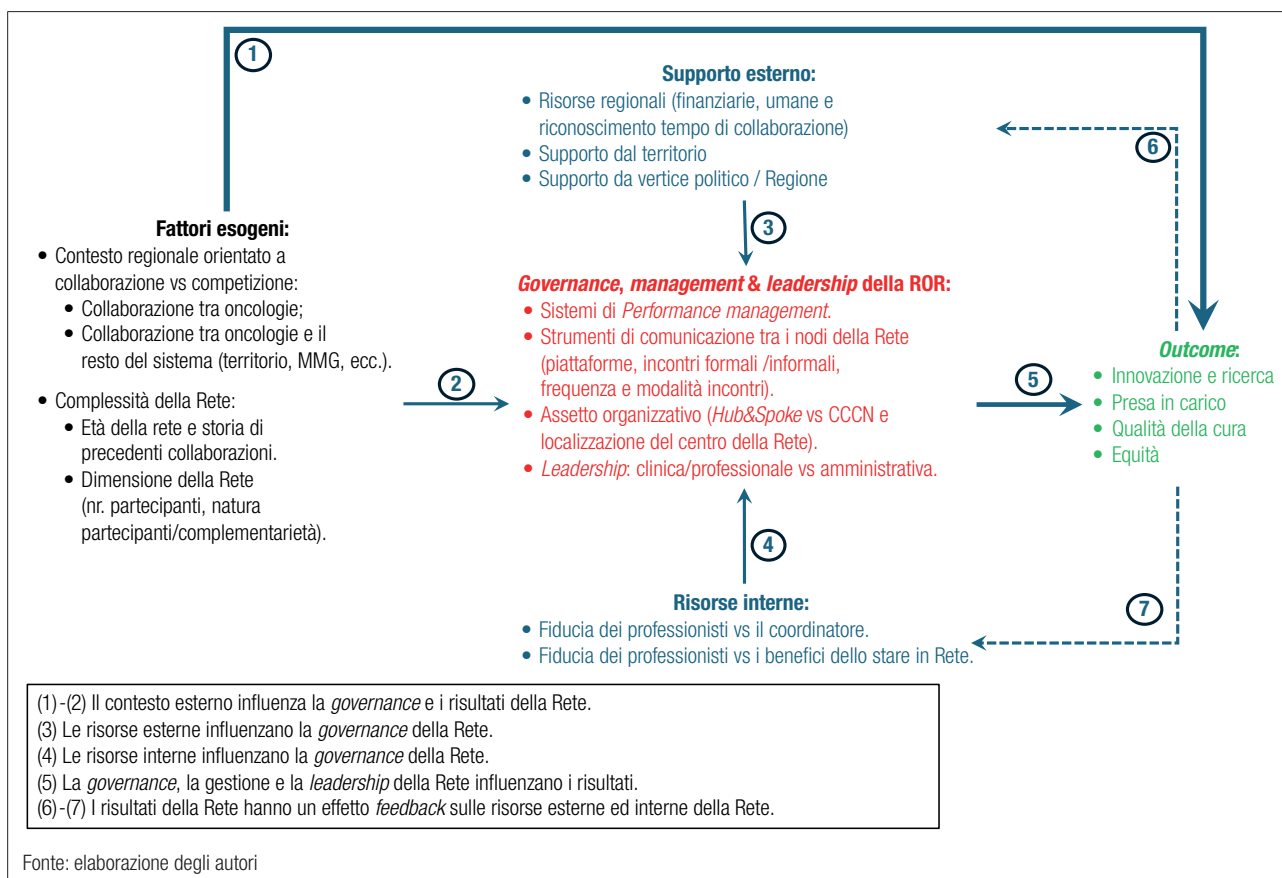 1
Supporto esterno:
• Risorse regionali (finanziarie, umane e
riconoscimento tempo di collaborazione)
• Supporto dal territorio
• Supporto da vertice politico / Regione
6
3
Fattori esogeni:
• Contesto regionale orientato a
collaborazione vs competizione:
• Collaborazione tra oncologie;
• Collaborazione tra oncologie e il
resto del sistema (territorio, MMG, ecc.).
• Complessità della Rete:
• Età della rete e storia di
precedenti collaborazioni.
• Dimensione della Rete
(nr. partecipanti, natura
partecipanti/complementarietà).
2
Governance, management & leadership della ROR:
• Sistemi di Performance management.
• Strumenti di comunicazione tra i nodi della Rete
(piattaforme, incontri formali /informali,
frequenza e modalità incontri).
• Assetto organizzativo (Hub&Spoke vs CCCN e
localizzazione del centro della Rete).
• Leadership: clinica/professionale vs amministrativa.
5
Outcome:
• Innovazione e ricerca
• Presa in carico
• Qualità della cura
• Equità
4
7
Risorse interne:
• Fiducia dei professionisti vs il coordinatore.
• Fiducia dei professionisti vs i benefici dello stare in Rete.
(1)-(2) Il contesto esterno influenza la governance e i risultati della Rete.
(3) Le risorse esterne influenzano la governance della Rete.
(4) Le risorse interne influenzano la governance della Rete.
(5) La governance, la gestione e la leadership della Rete influenzano i risultati.
(6)-(7) I risultati della Rete hanno un effetto feedback sulle risorse esterne ed interne della Rete.
Fonte: elaborazione degli autori